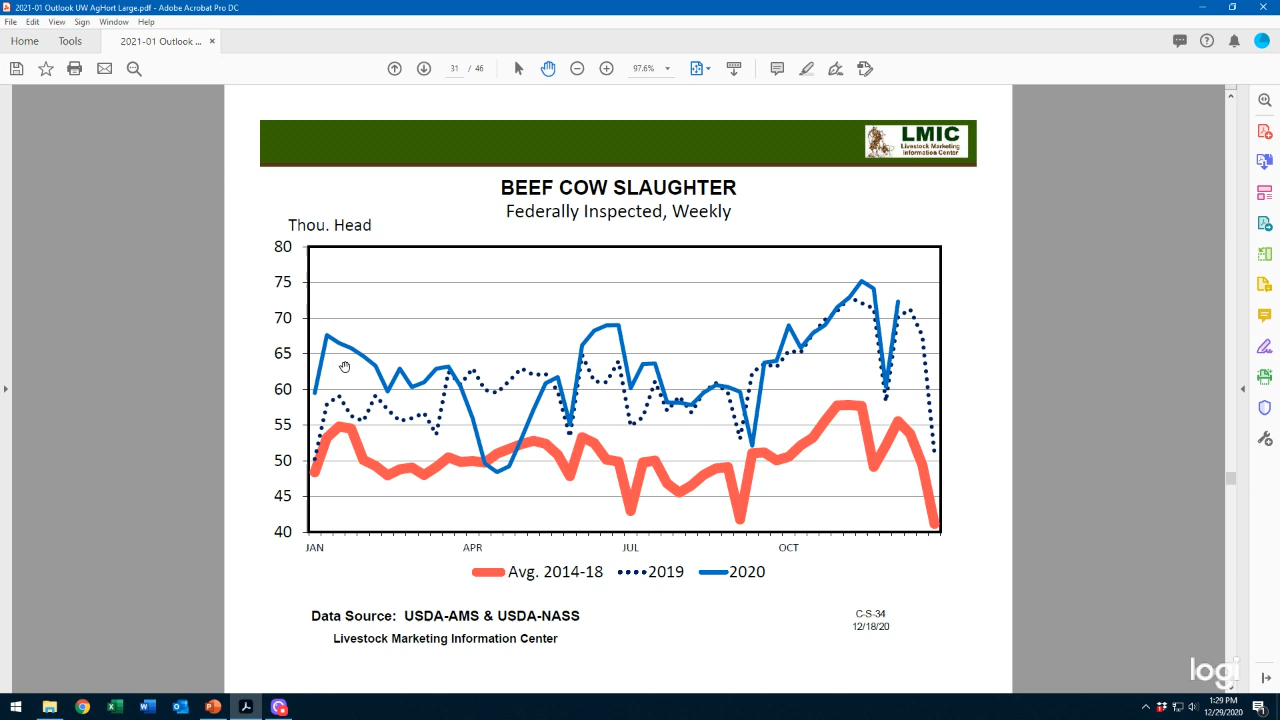 2021-01 Outlook UW AgHort Large.pdf - Adobe Acrobat Pro DC
File Edit View Sign Window Help
Home Tools 2021-01 Outlook ... ×
31 / 46 97.6%
LMIC
Livestock Marketing
Information Center
BEEF COW SLAUGHTER
Federally Inspected, Weekly
Thou. Head
80
75
70
65
60
55
50
45
40
JAN APR JUL OCT
Avg. 2014-18 2019 2020
Data Source: USDA-AMS & USDA-NASS
Livestock Marketing Information Center
C-S-34
12/18/20
logi
1:29 PM
12/29/2020